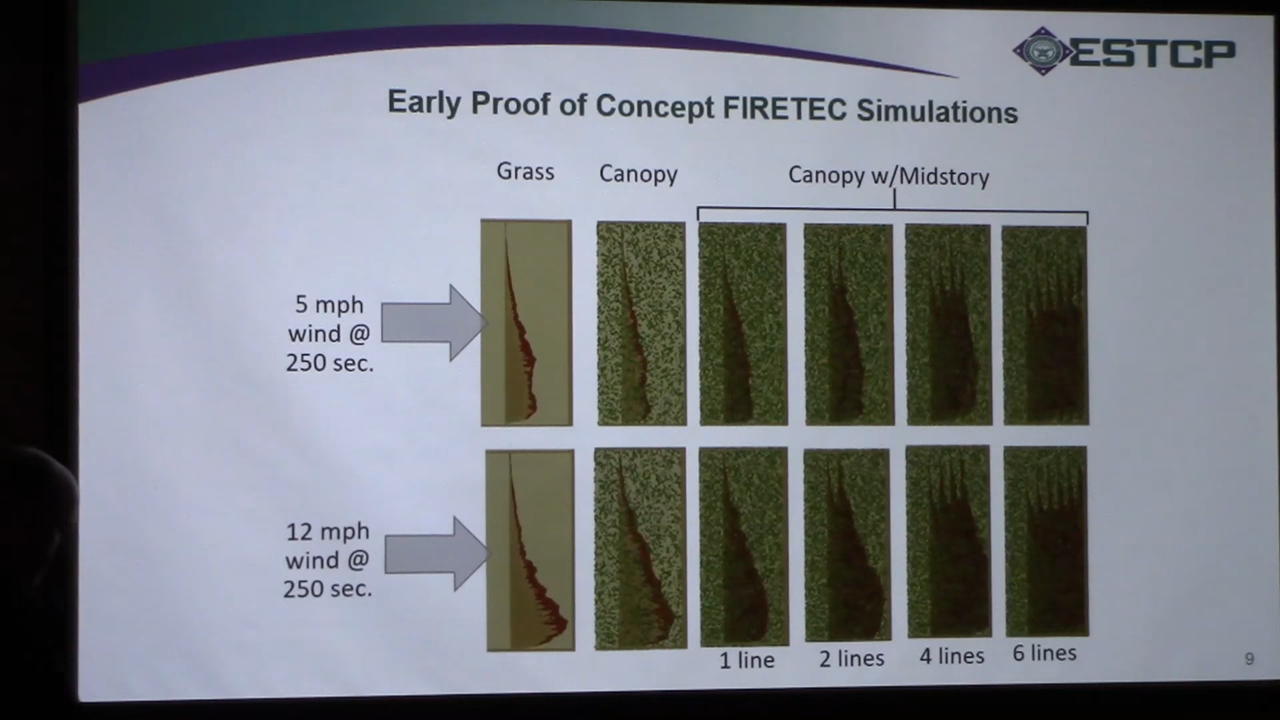 ESTCP
Early Proof of Concept FIRETEC Simulations
Grass
Canopy
Canopy w/Midstory
5 mph
wind @
250 sec.
12 mph
wind @
250 sec.
1 line
2 lines
4 lines
6 lines
9